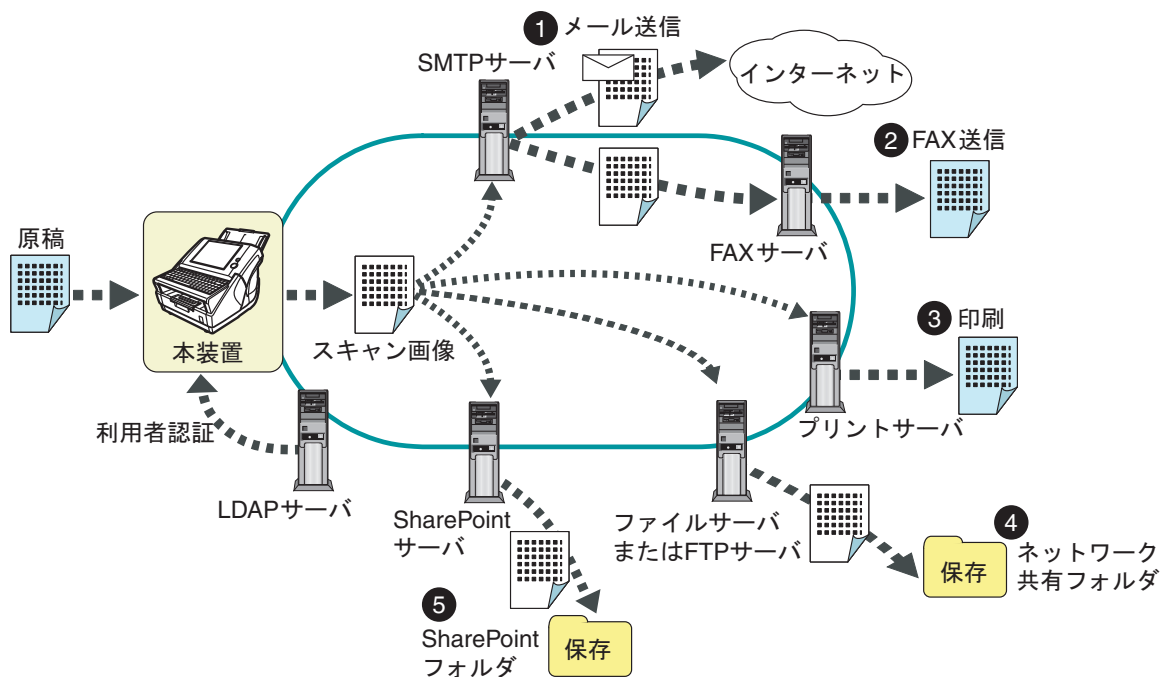 1 メール送信
SMTPサーバ
インターネット
2 FAX送信
FAXサーバ
原稿
本装置
スキャン画像
3 印刷
プリントサーバ
利用者認証
LDAPサーバ
SharePoint
サーバ
ファイルサーバ
またはFTPサーバ
4 ネットワーク
共有フォルダ
保存
5
SharePoint
フォルダ
保存